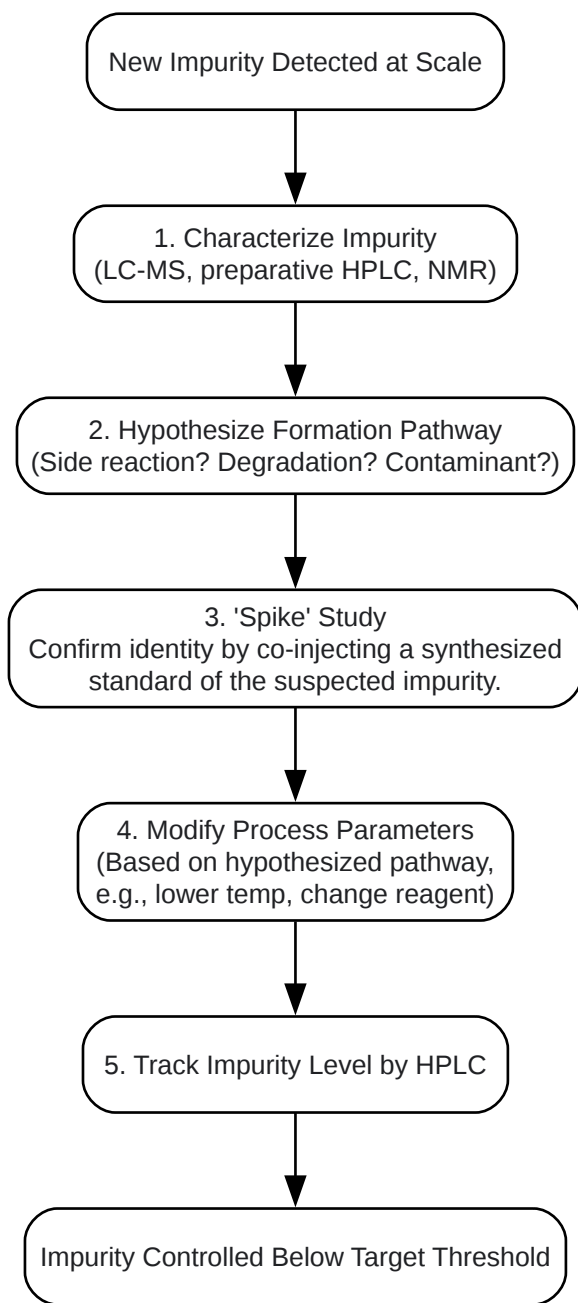 New Impurity Detected at Scale
1. Characterize Impurity
(LC-MS, preparative HPLC, NMR)
2. Hypothesize Formation Pathway
(Side reaction? Degradation? Contaminant?)
3. 'Spike' Study
Confirm identity by co-injecting a synthesized
standard of the suspected impurity.
4. Modify Process Parameters
(Based on hypothesized pathway,
e.g., lower temp, change reagent)
5. Track Impurity Level by HPLC
Impurity Controlled Below Target Threshold